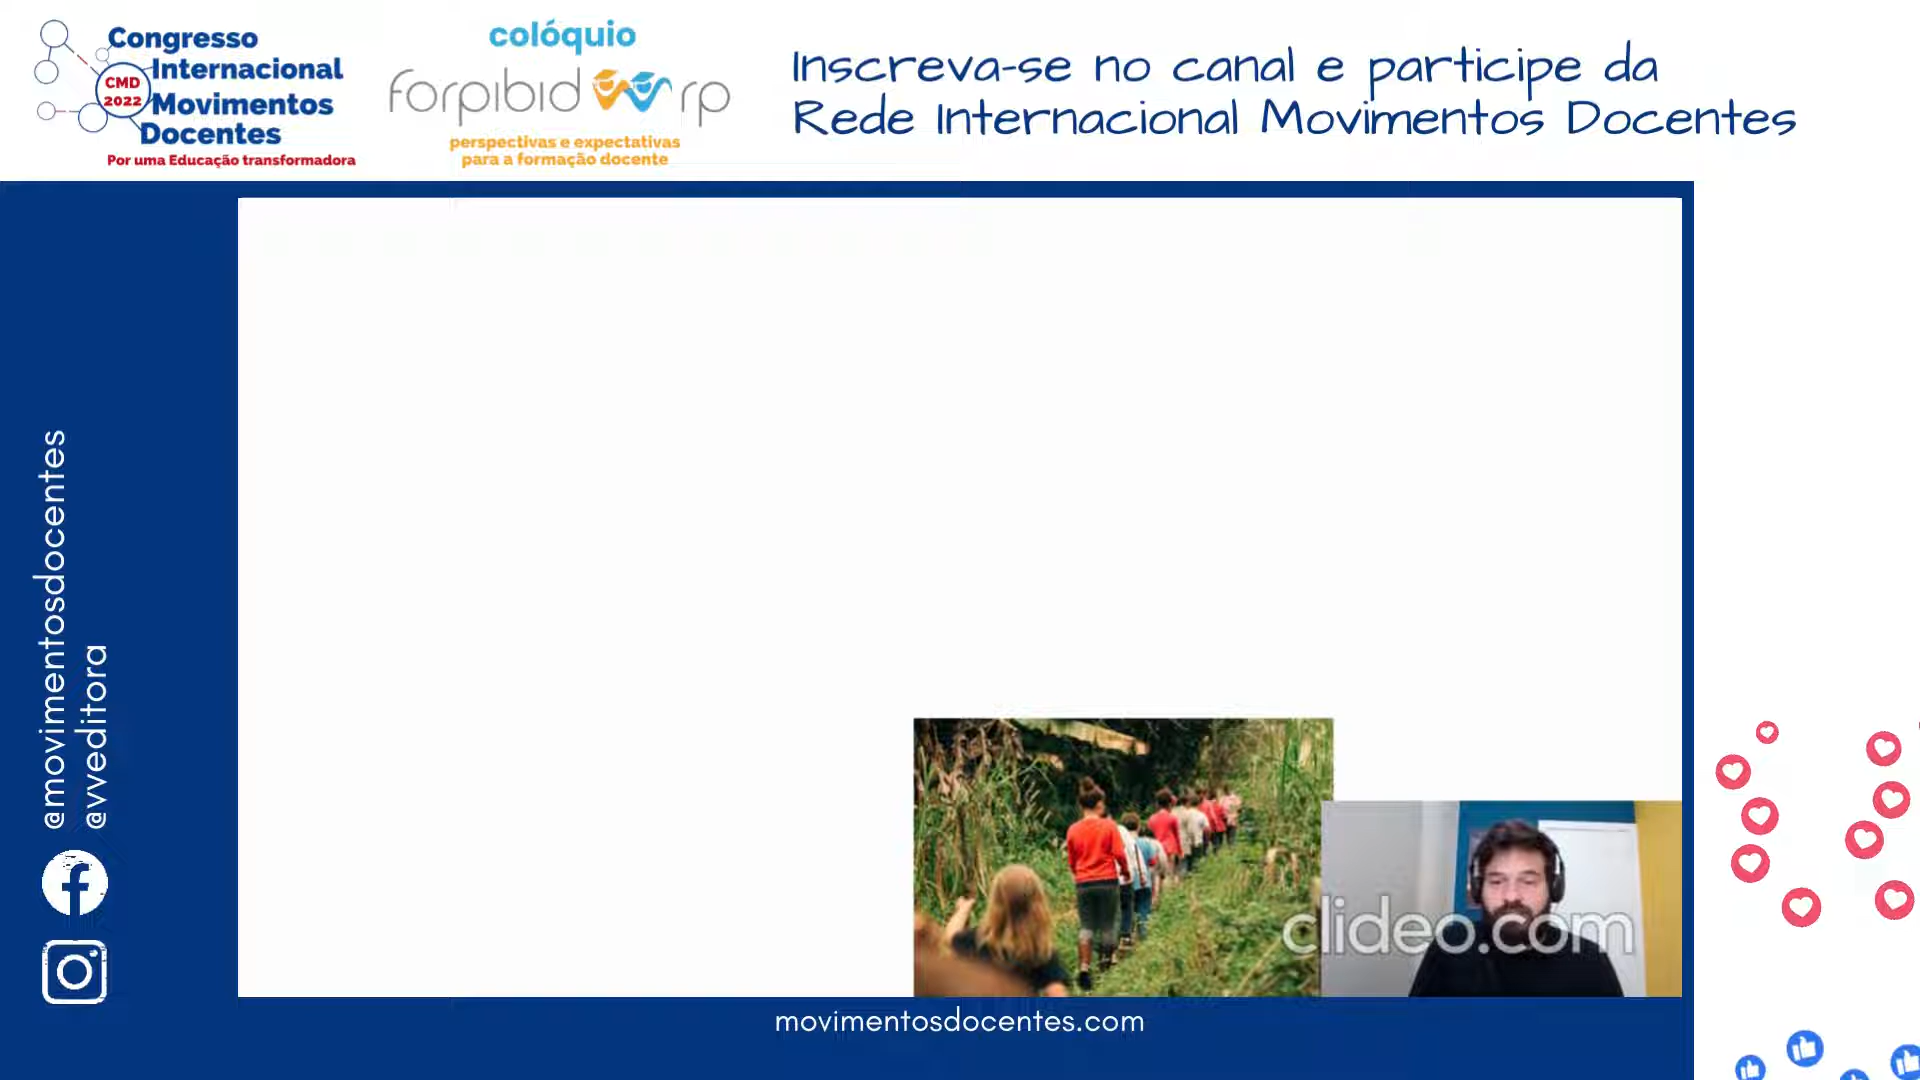 Congresso
Internacional
CMD
2022
Movimentos
Docentes
Por uma Educação transformadora
colóquio
forpibid rp
perspectivas e expectativas
para a formação docente
Inscreva-se no canal e participe da
Rede Internacional Movimentos Docentes
@movimentosdocentes
@vveditora
clideo.com
movimentosdocentes.com